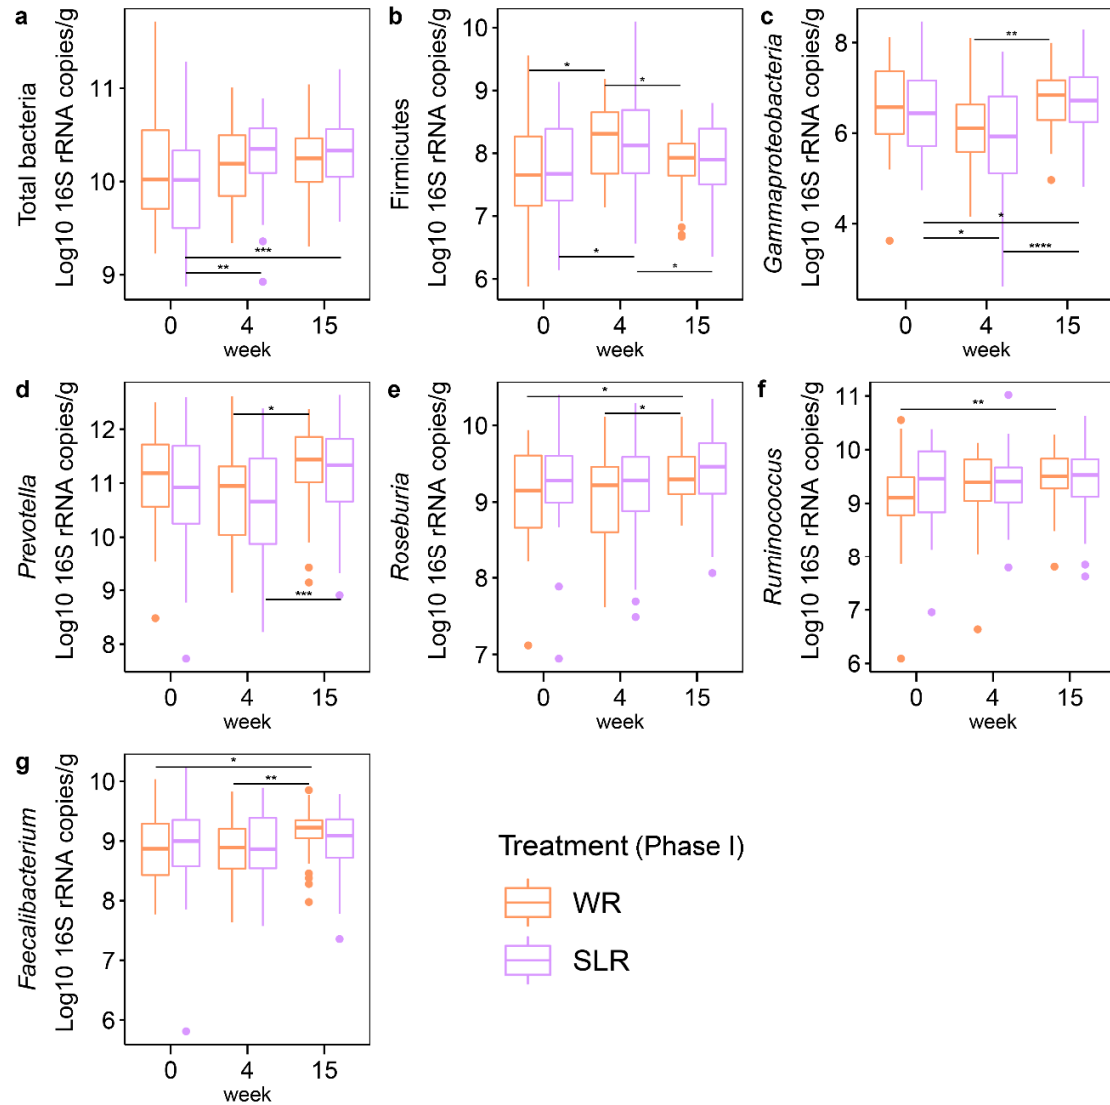 a
Total bacteria
Log10 16S rRNA copies/g
11
10
9
***
**
0 4 15
week
b
Firmicutes
Log10 16S rRNA copies/g
10
9
8
7
6
*
*
*
*
0 4 15
week
c
Gammaproteobacteria
Log10 16S rRNA copies/g
8
6
4
**
*
*
****
0 4 15
week
d
Prevotella
Log10 16S rRNA copies/g
12
11
10
9
8
*
***
0 4 15
week
e
Roseburia
Log10 16S rRNA copies/g
10
9
8
7
*
*
0 4 15
week
f
Ruminococcus
Log10 16S rRNA copies/g
11
10
9
8
7
6
**
0 4 15
week
g
Faecalibacterium
Log10 16S rRNA copies/g
10
9
8
7
6
*
**
0 4 15
week
Treatment (Phase I)
WR
SLR